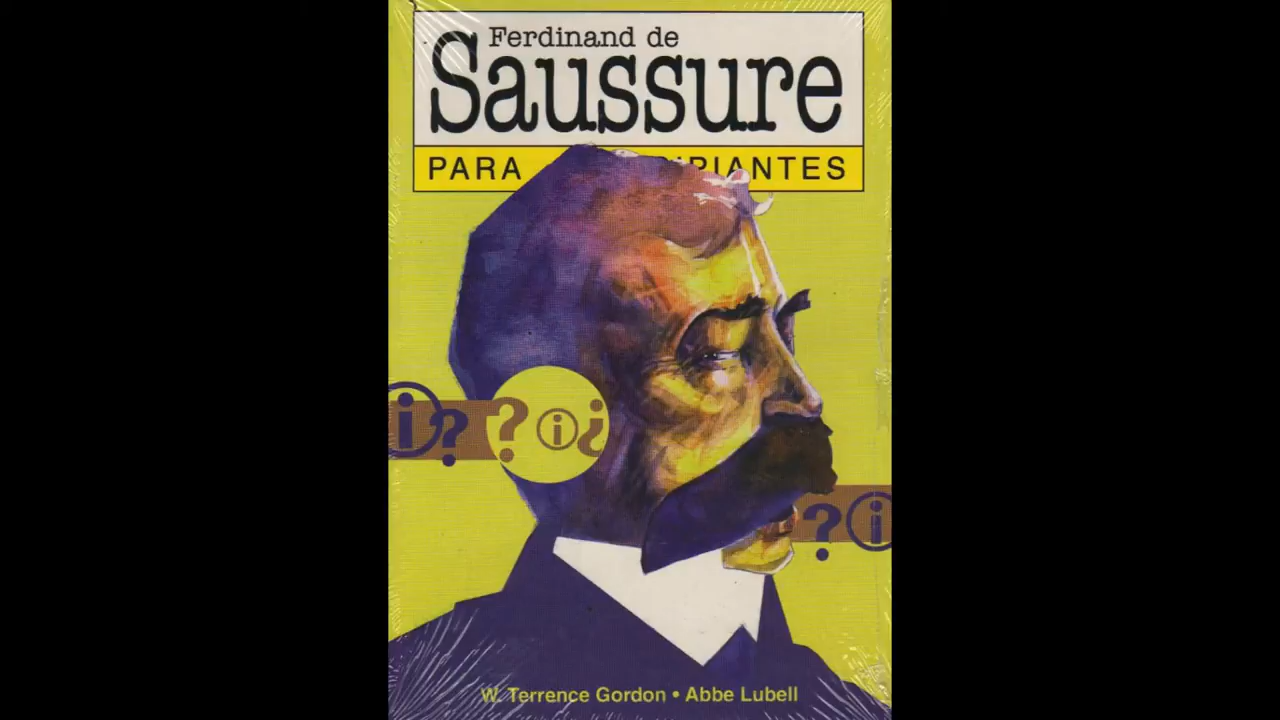 Ferdinand de
Saussure
PARA
i? ? i¿
?i
W. Terrence Gordon • Abbe Lubell